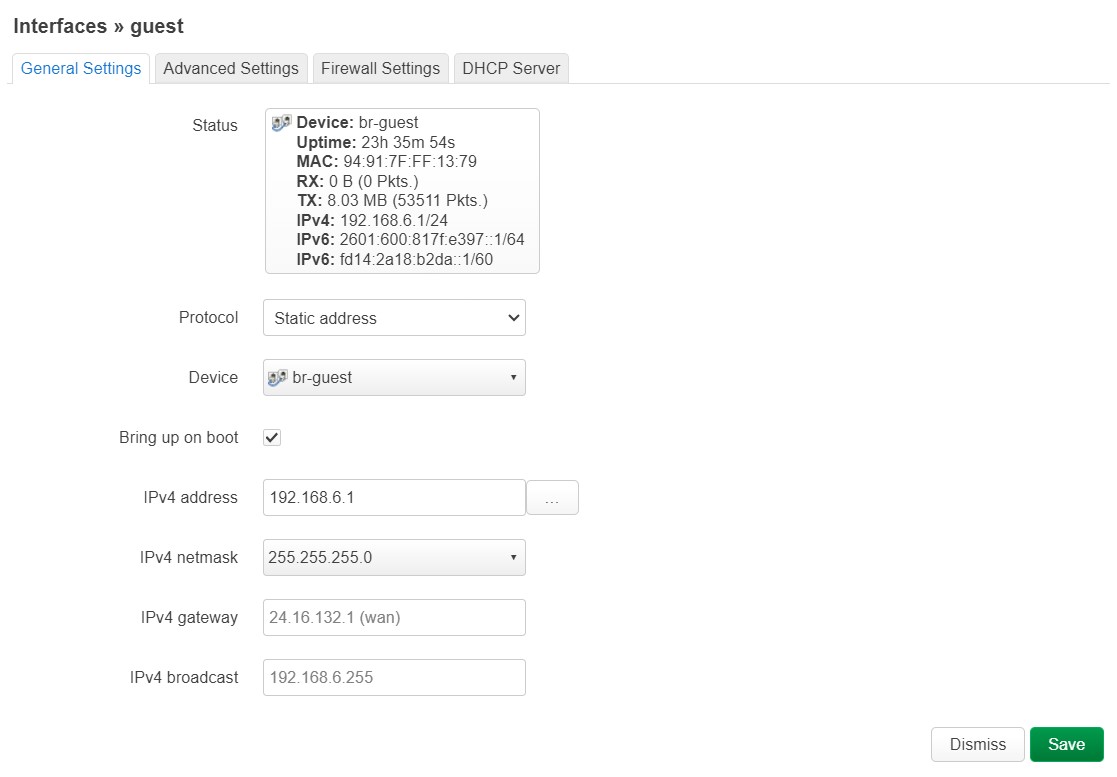 Interfaces » guest
General Settings
Advanced Settings
Firewall Settings
DHCP Server
Status
Device: br-guest
Uptime: 23h 35m 54s
MAC: 94:91:7F:FF:13:79
RX: 0 B (0 Pkts.)
TX: 8.03 MB (53511 Pkts.)
IPv4: 192.168.6.1/24
IPv6: 2601:600:817f:e397::1/64
IPv6: fd14:2a18:b2da::1/60
Protocol
Static address
Device
br-guest
Bring up on boot
IPv4 address
192.168.6.1
...
IPv4 netmask
255.255.255.0
IPv4 gateway
24.16.132.1 (wan)
IPv4 broadcast
192.168.6.255
Dismiss
Save